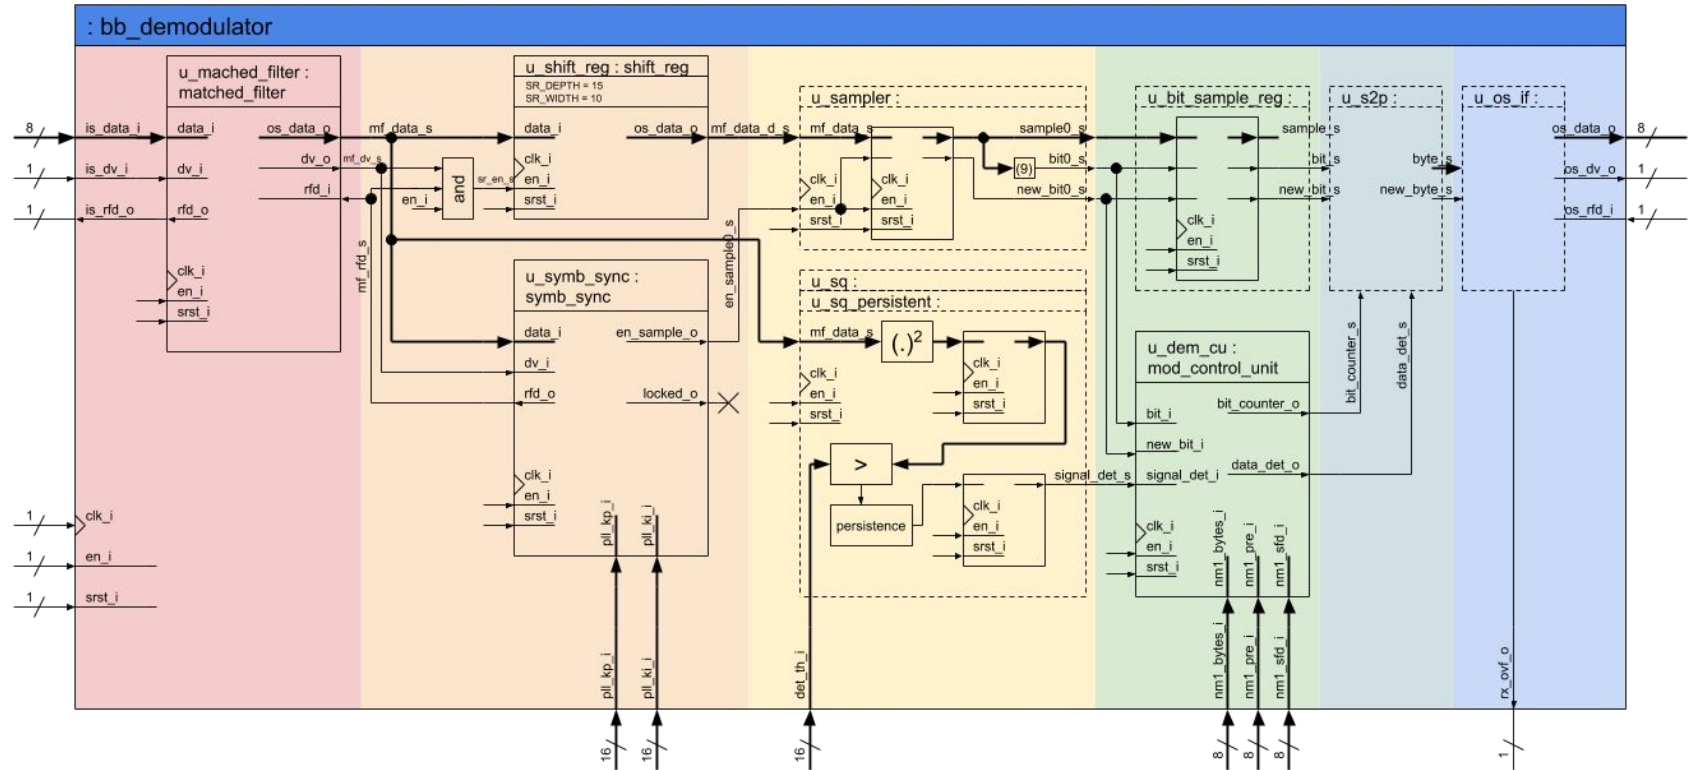 : bb_demodulator
u_mached_filter :
matched_filter
8
is_data_i
data_i
os_data_o
1
is_dv_i
dv_i
dv_o
rfd_i
1
is_rfd_o
rfd_o
clk_i
en_i
srst_i
1
clk_i
1
en_i
1
srst_i
mf_data_s
mf_dv_s
mf_rfd_s
en_i
and
sr_en_s
u_shift_reg : shift_reg
SR_DEPTH = 15
SR_WIDTH = 10
data_i
os_data_o
clk_i
en_i
srst_i
mf_data_d_s
u_symb_sync :
symb_sync
data_i
en_sample_o
dv_i
rfd_o
locked_o
clk_i
en_i
srst_i
pll_kp_i
pll_ki_i
pll_kp_i
pll_ki_i
16
16
en_sample0_s
u_sampler :
mf_data_s
clk_i
en_i
srst_i
clk_i
en_i
srst_i
sample0_s
(9)
bit0_s
new_bit0_s
u_sq :
u_sq_persistent :
mf_data_s
(.)²
clk_i
en_i
srst_i
clk_i
en_i
srst_i
>
persistence
clk_i
en_i
srst_i
signal_det_s
det_th_i
16
u_bit_sample_reg :
sample_s
bit_s
new_bit_s
clk_i
en_i
srst_i
u_dem_cu :
mod_control_unit
bit_counter_o
bit_i
new_bit_i
data_det_o
signal_det_i
clk_i
en_i
srst_i
nm1_bytes_i
nm1_pre_i
nm1_sfd_i
nm1_bytes_i
nm1_pre_i
nm1_sfd_i
8
8
8
u_s2p :
byte_s
new_byte_s
bit_counter_s
data_det_s
u_os_if :
os_data_o
8
os_dv_o
1
os_rfd_i
1
rx_ovf_o
1